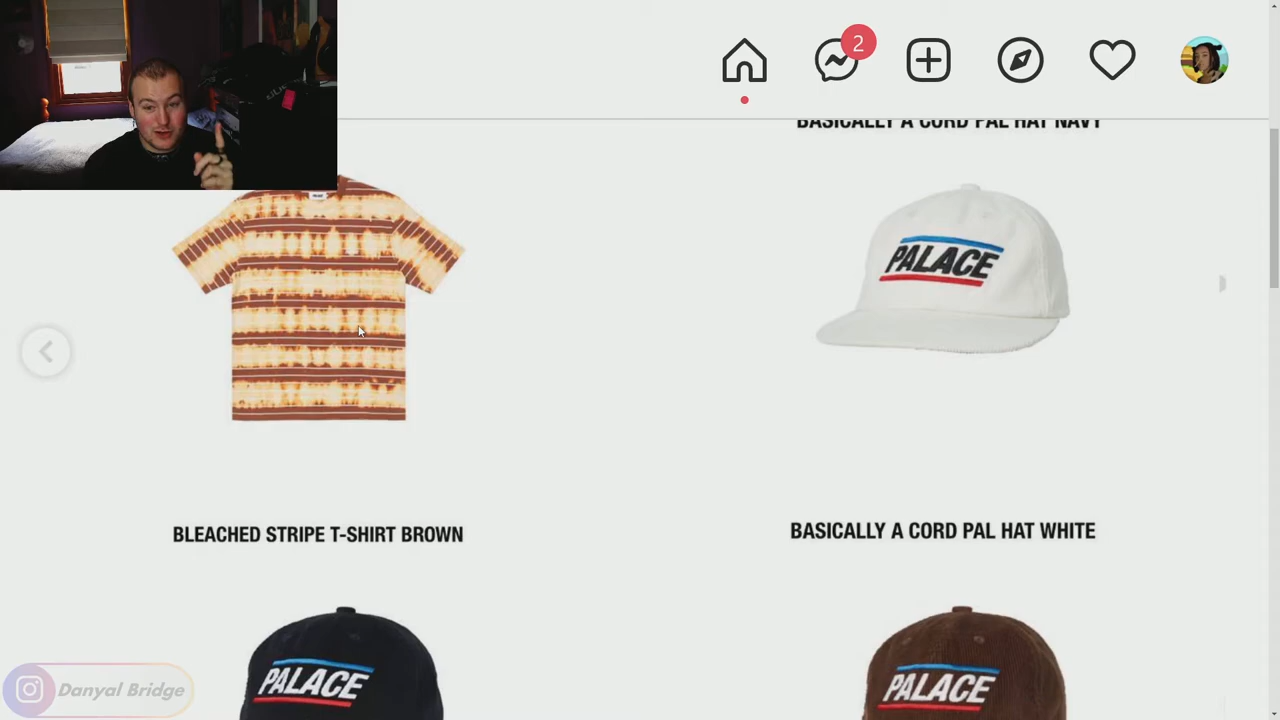 2
BASICALLY A CORD PAL HAT NAVY
PALACE
PALACE
BLEACHED STRIPE T-SHIRT BROWN
BASICALLY A CORD PAL HAT WHITE
PALACE
PALACE
Danyal Bridge